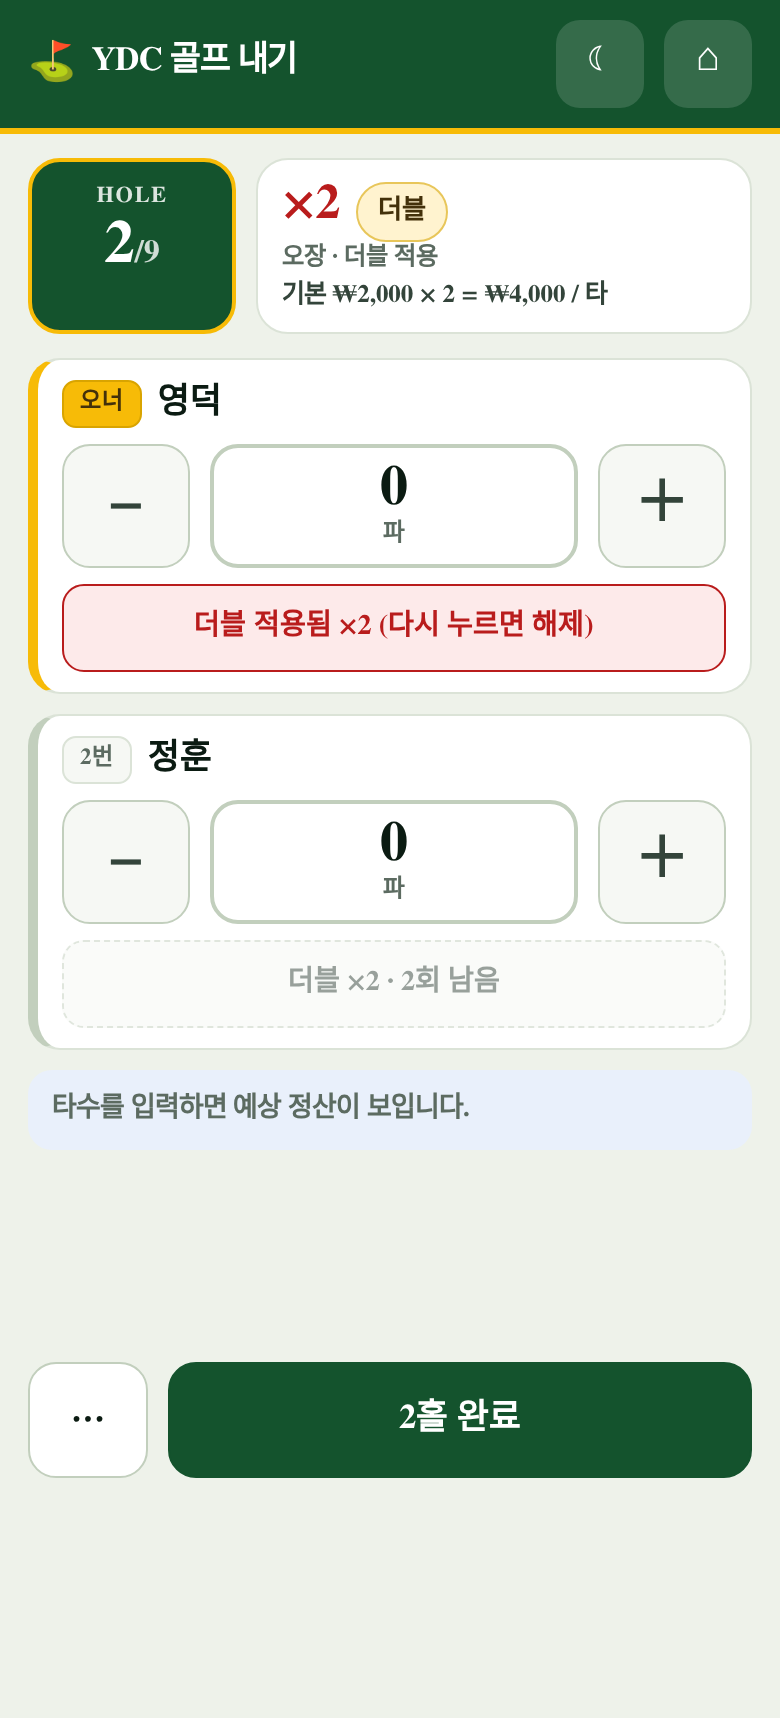 YDC 골프 내기
HOLE
2/9
×2 더블
오장 · 더블 적용
기본 ₩2,000 × 2 = ₩4,000 / 타
오너 영덕
− 0 +
파
더블 적용됨 ×2 (다시 누르면 해제)
2번 정훈
− 0 +
파
더블 ×2 · 2회 남음
타수를 입력하면 예상 정산이 보입니다.
⋯ 2홀 완료